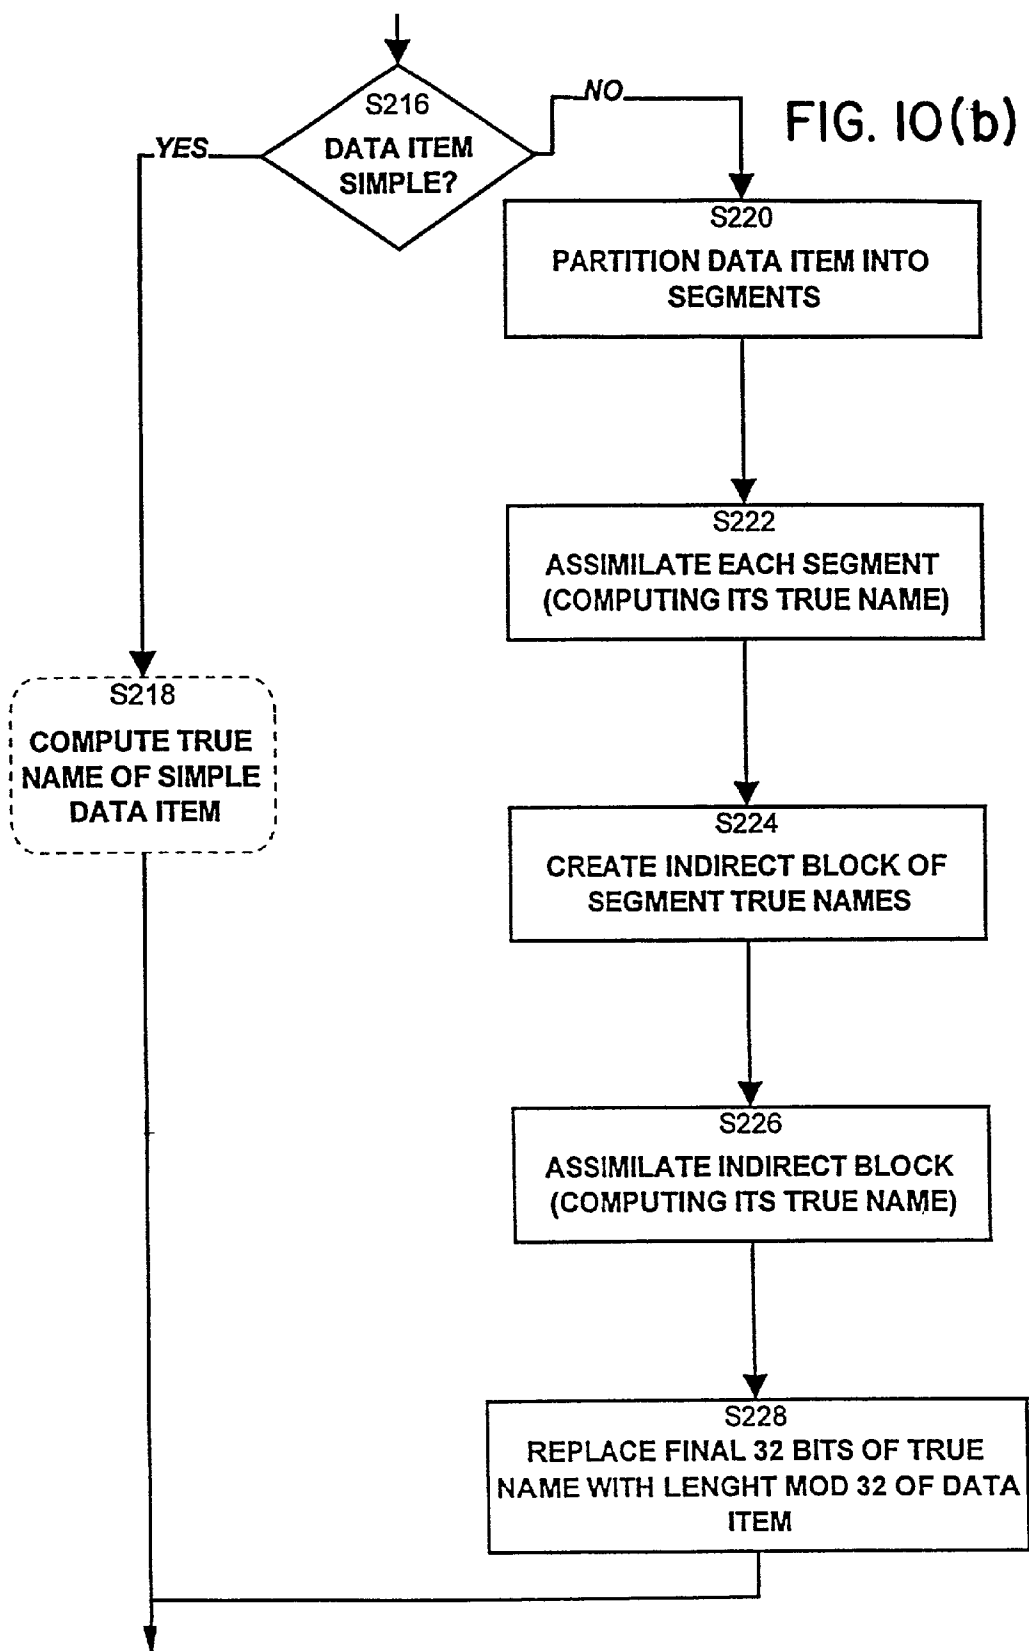 FIG. 10(b)
S216
DATA ITEM
SIMPLE?
YES
NO
S220
PARTITION DATA ITEM INTO
SEGMENTS
S222
ASSIMILATE EACH SEGMENT
(COMPUTING ITS TRUE NAME)
S218
COMPUTE TRUE
NAME OF SIMPLE
DATA ITEM
S224
CREATE INDIRECT BLOCK OF
SEGMENT TRUE NAMES
S226
ASSIMILATE INDIRECT BLOCK
(COMPUTING ITS TRUE NAME)
S228
REPLACE FINAL 32 BITS OF TRUE
NAME WITH LENGHT MOD 32 OF DATA
ITEM